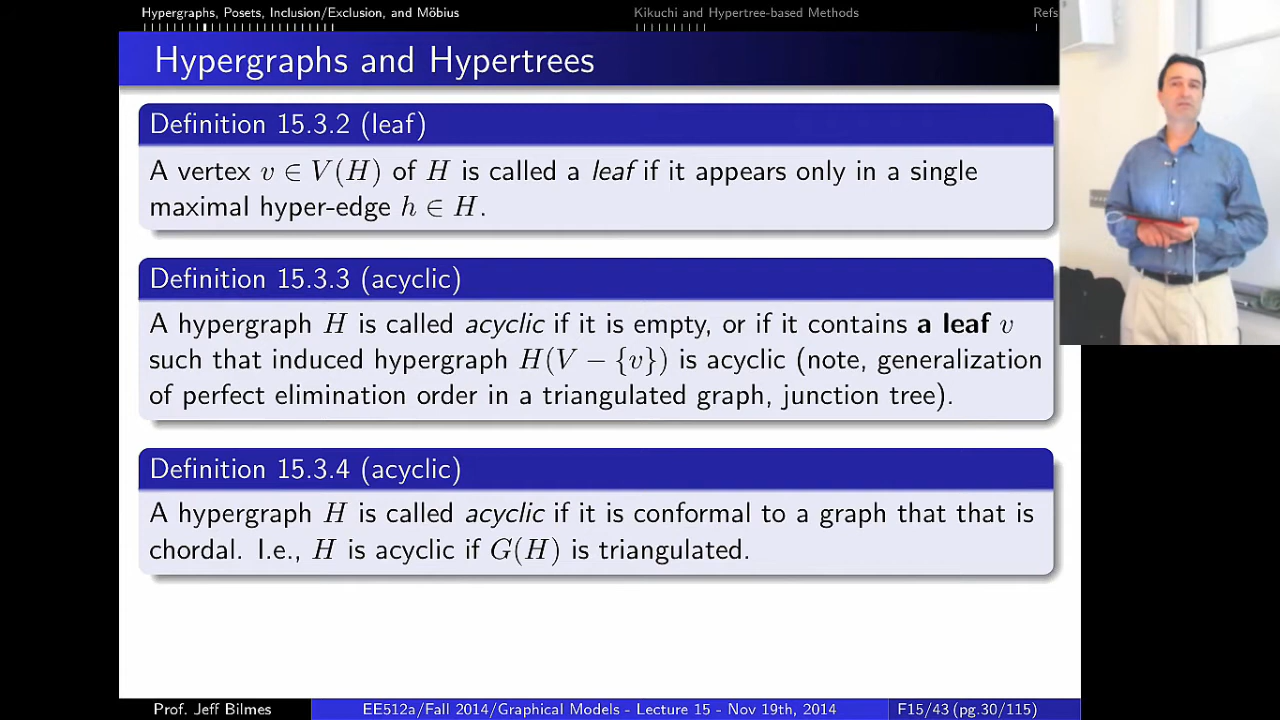 Hypergraphs, Posets, Inclusion/Exclusion, and Möbius
Kikuchi and Hypertree-based Methods
Refs
Hypergraphs and Hypertrees
Definition 15.3.2 (leaf)
A vertex v ∈ V(H) of H is called a leaf if it appears only in a single
maximal hyper-edge h ∈ H.
Definition 15.3.3 (acyclic)
A hypergraph H is called acyclic if it is empty, or if it contains a leaf v
such that induced hypergraph H(V − {v}) is acyclic (note, generalization
of perfect elimination order in a triangulated graph, junction tree).
Definition 15.3.4 (acyclic)
A hypergraph H is called acyclic if it is conformal to a graph that that is
chordal. I.e., H is acyclic if G(H) is triangulated.
Prof. Jeff Bilmes
EE512a/Fall 2014/Graphical Models - Lecture 15 - Nov 19th, 2014
F15/43 (pg.30/115)